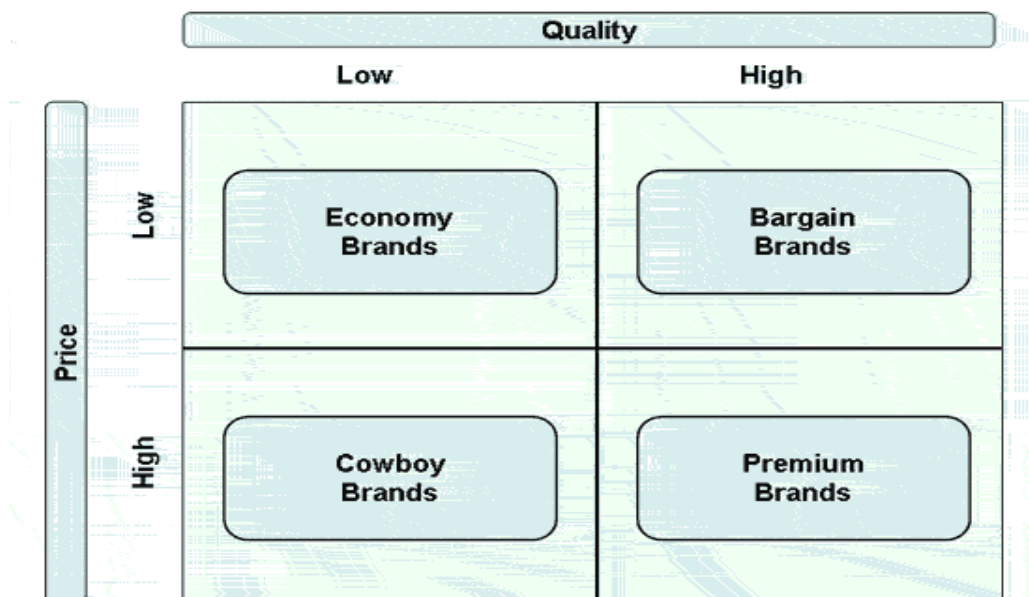 Quality
Low
High
Price
Low
Economy
Brands
Bargain
Brands
High
Cowboy
Brands
Premium
Brands